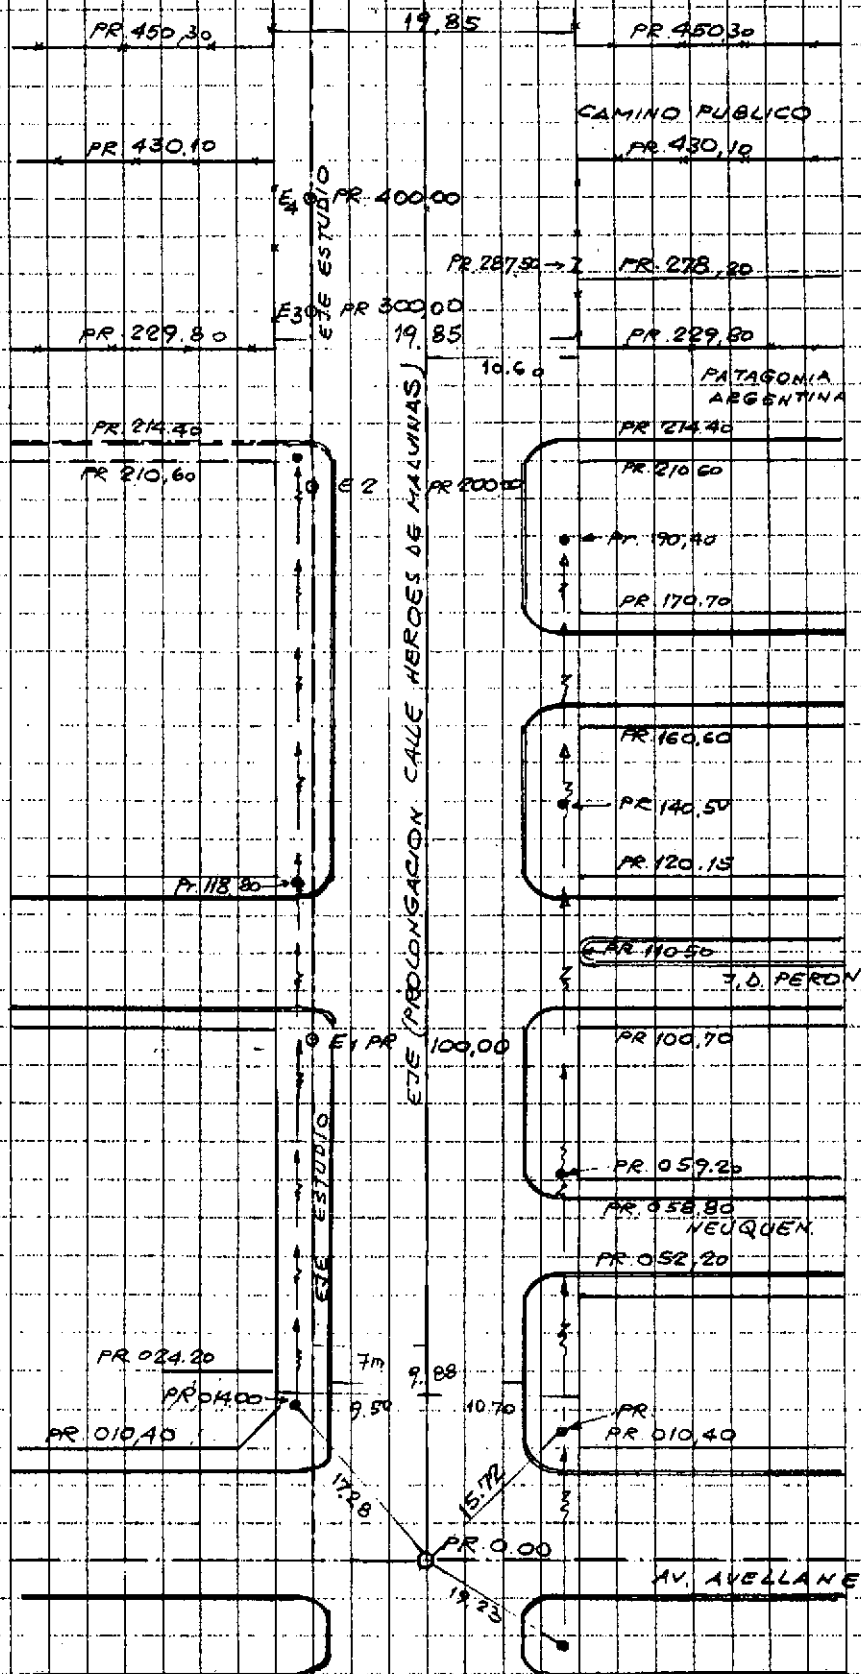 19,85
PR 450,30
PR 450,30
CAMINO PUBLICO
PR 430.10
PR 430,10
E4 PR 400.00
EJE ESTUDIO
PR 287.50
PR 278,20
E3 PR 300.00
PR 229.80
19.85
PR 229,80
10.60
PATAGONIA
ARGENTINA
PR 214.40
PR 214.40
PR 210,60
PR 210 60
E 2 PR 200.00
Pr. 190,40
PR 170.70
EJE (PROLONGACION CALLE HEROES DE MALVINAS)
PR 160,60
PR 140,50
PR 120.15
Pr. 118,80
PR 110.50
J.D. PERON
E1 PR 100,00
PR 100,70
EJE ESTUDIO
PR 059.20
PR 058.80
NEUQUEN.
PR 052,20
PR 024.20
7m
9.88
PR 014.00
9.50
10.70
PR
PR 010,40
PR 010,40
17.28
15.72
PR 0.00
AV. AVELLANE
19.23